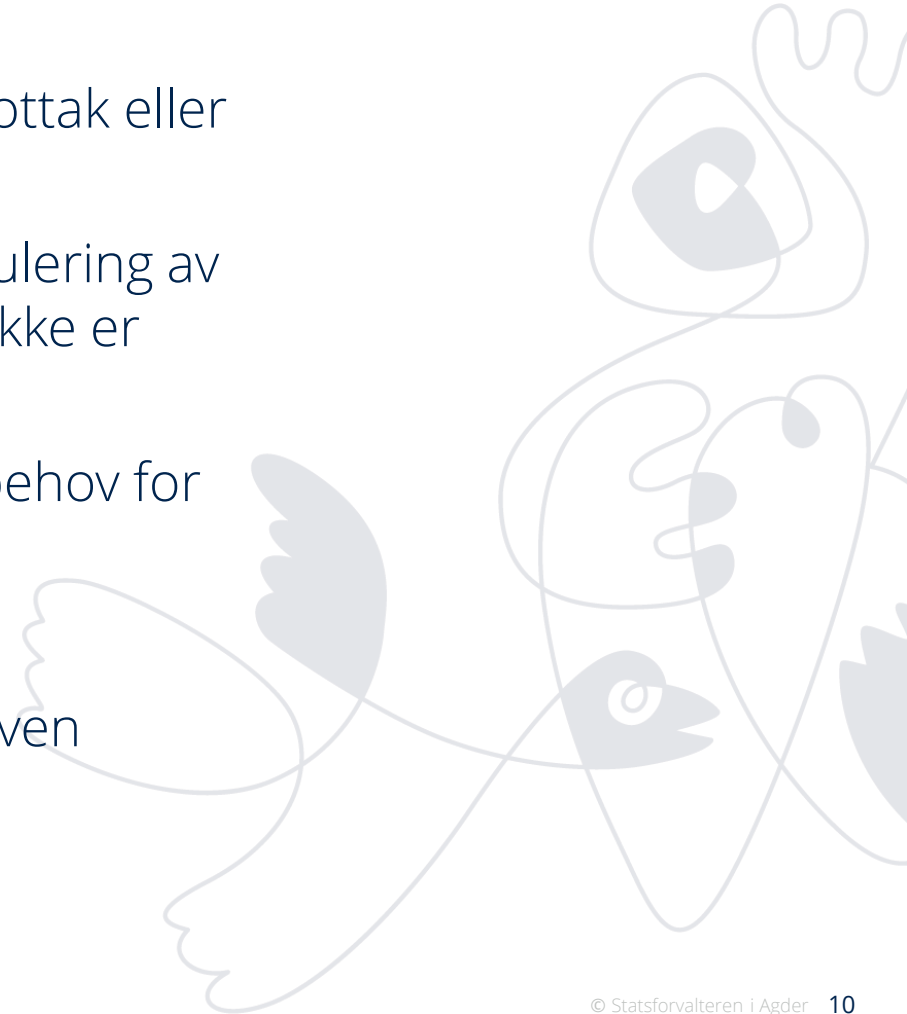 ottak eller
ulering av
kke er
behov for
ven
© Statsforvalteren i Agder 10